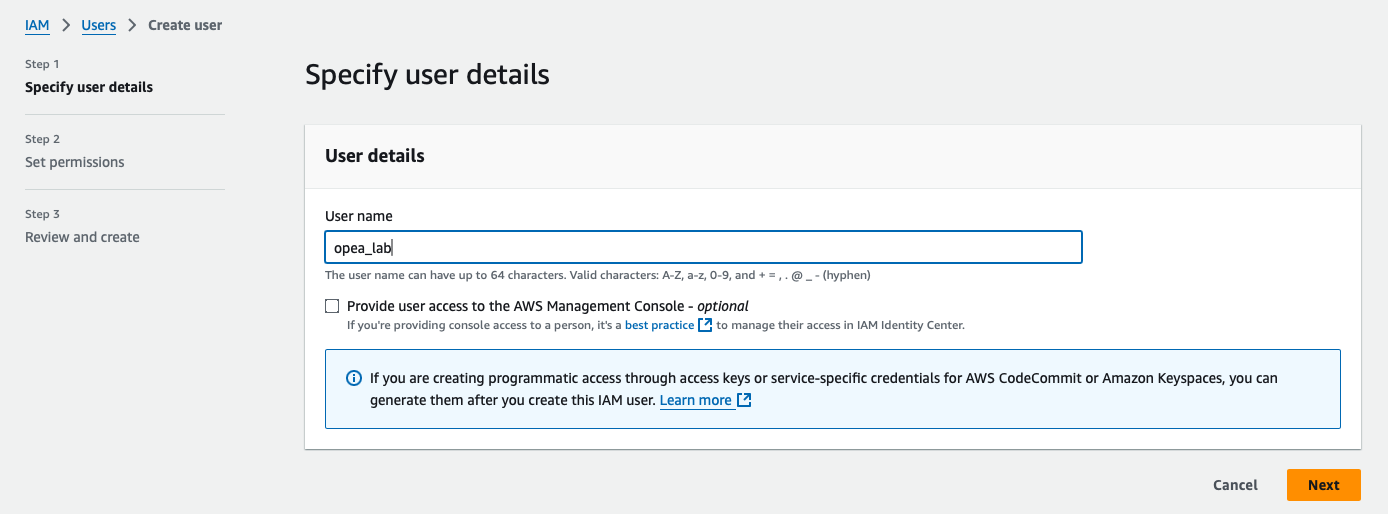 IAM > Users > Create user
Step 1
Specify user details
Step 2
Set permissions
Step 3
Review and create
Specify user details
User details
User name
opea_lab
The user name can have up to 64 characters. Valid characters: A-Z, a-z, 0-9, and + = , . @ _ - (hyphen)
Provide user access to the AWS Management Console - optional
If you're providing console access to a person, it's a best practice to manage their access in IAM Identity Center.
If you are creating programmatic access through access keys or service-specific credentials for AWS CodeCommit or Amazon Keyspaces, you can
generate them after you create this IAM user. Learn more
Cancel
Next